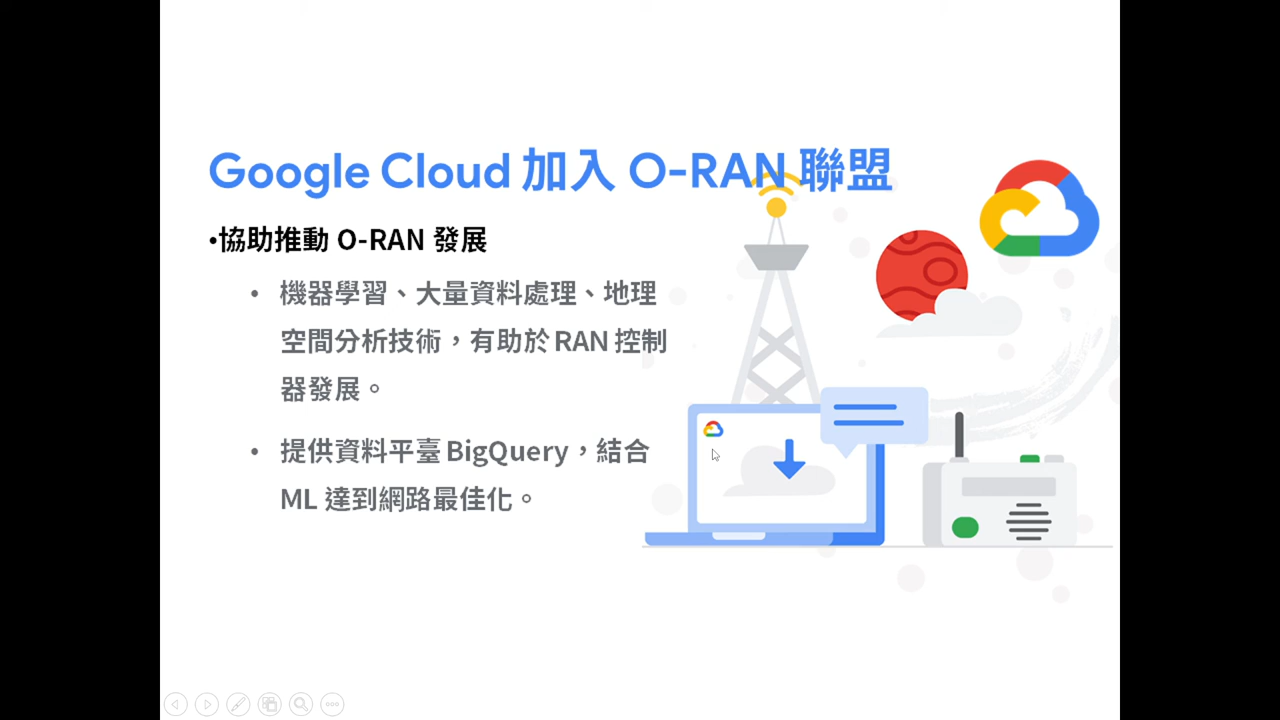 Google Cloud 加入 O-RAN 聯盟
•協助推動 O-RAN 發展
• 機器學習、大量資料處理、地理
空間分析技術，有助於 RAN 控制
器發展。
• 提供資料平臺 BigQuery，結合
ML 達到網路最佳化。